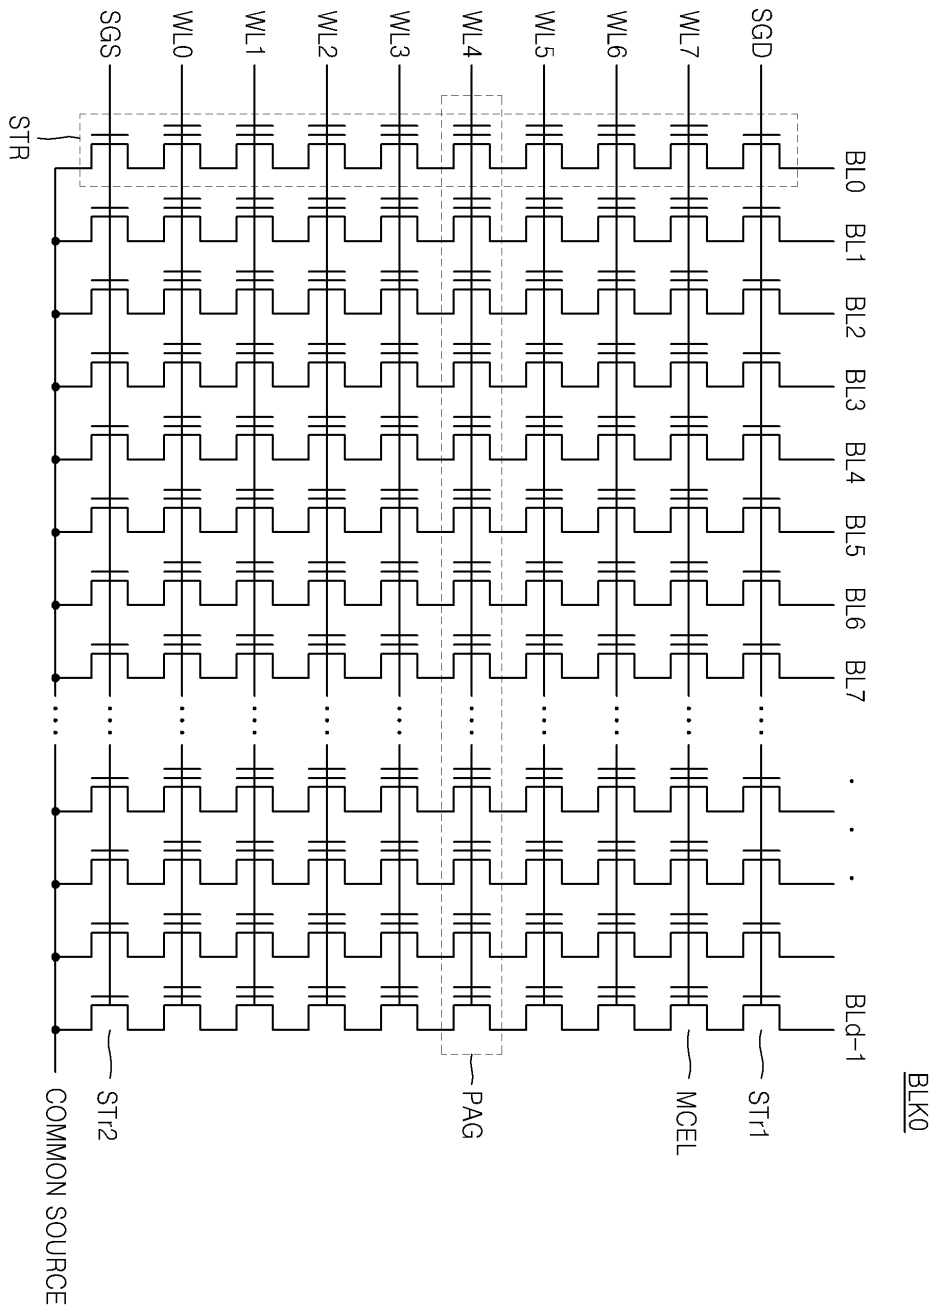 BLK0
BL0
BL1
BL2
BL3
BL4
BL5
BL6
BL7
. . .
BLd-1
SGD
WL7
WL6
WL5
WL4
WL3
WL2
WL1
WL0
SGS
STR
STr1
MCEL
PAG
STr2
COMMON SOURCE